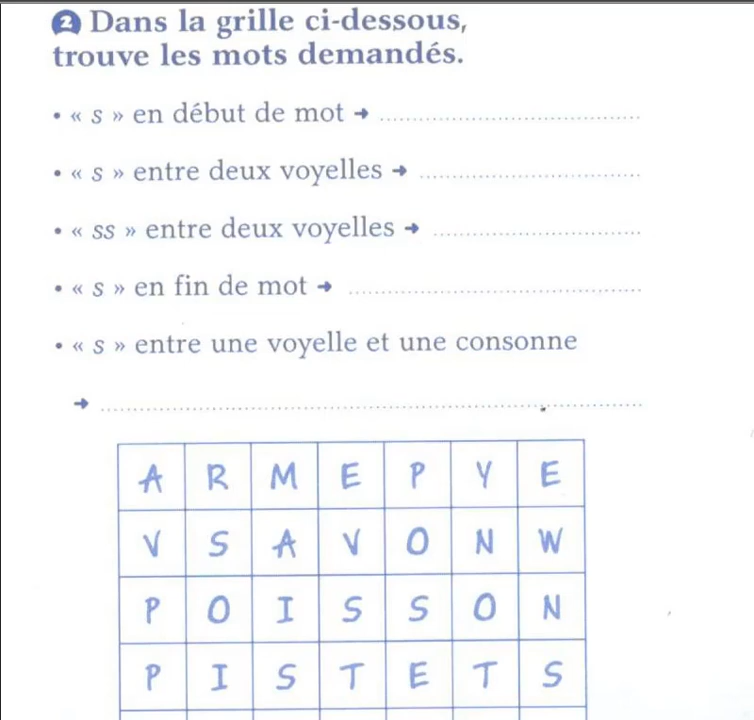 2 Dans la grille ci-dessous,
trouve les mots demandés.
• « s » en début de mot → ..............................
• « s » entre deux voyelles → ..............................
• « ss » entre deux voyelles → ..............................
• « s » en fin de mot → ..............................
• « s » entre une voyelle et une consonne
→ ..............................
A R M E P Y E
V S A V O N W
P O I S S O N
P I S T E T S